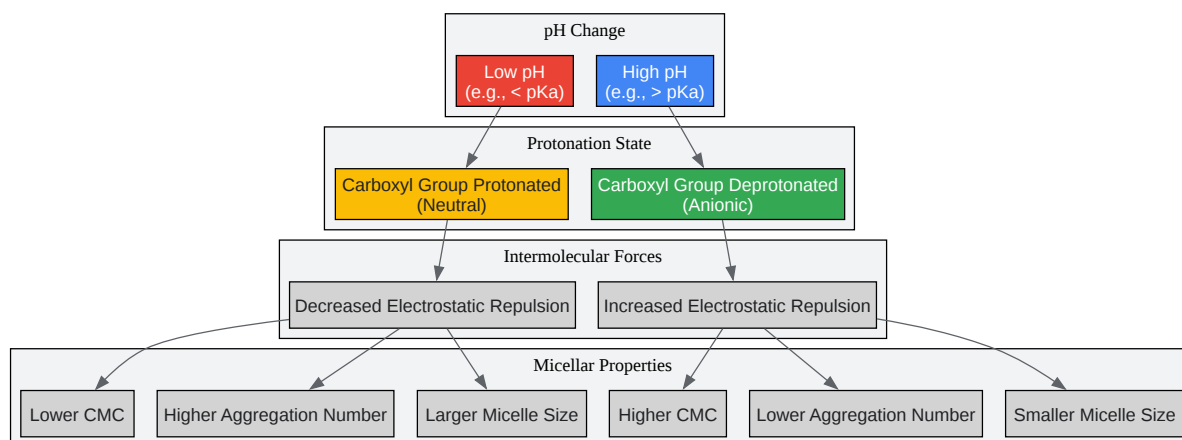 pH Change
Low pH
(e.g., < pKa)
High pH
(e.g., > pKa)
Protonation State
Carboxyl Group Protonated
(Neutral)
Carboxyl Group Deprotonated
(Anionic)
Intermolecular Forces
Decreased Electrostatic Repulsion
Increased Electrostatic Repulsion
Micellar Properties
Lower CMC
Higher Aggregation Number
Larger Micelle Size
Higher CMC
Lower Aggregation Number
Smaller Micelle Size